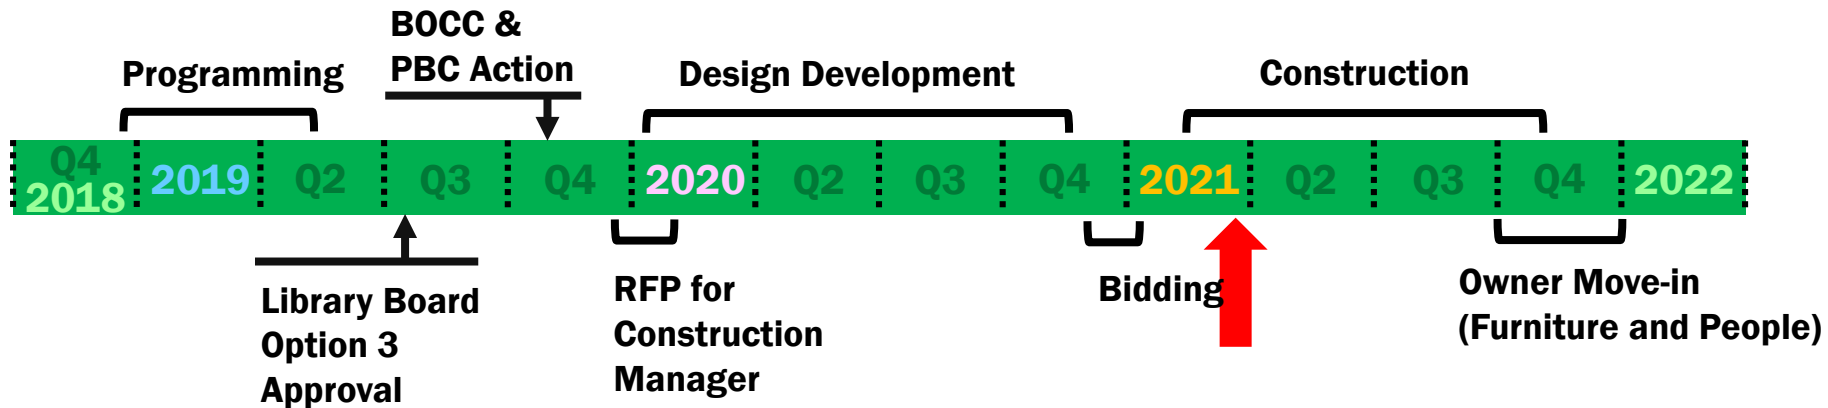 BOCC &
PBC Action
Programming
Design Development
Construction
Q4
2018
2019
Q2
Q3
Q4
2020
Q2
Q3
Q4
2021
Q2
Q3
Q4
2022
Library Board
Option 3
Approval
RFP for
Construction
Manager
Bidding
Owner Move-in
(Furniture and People)